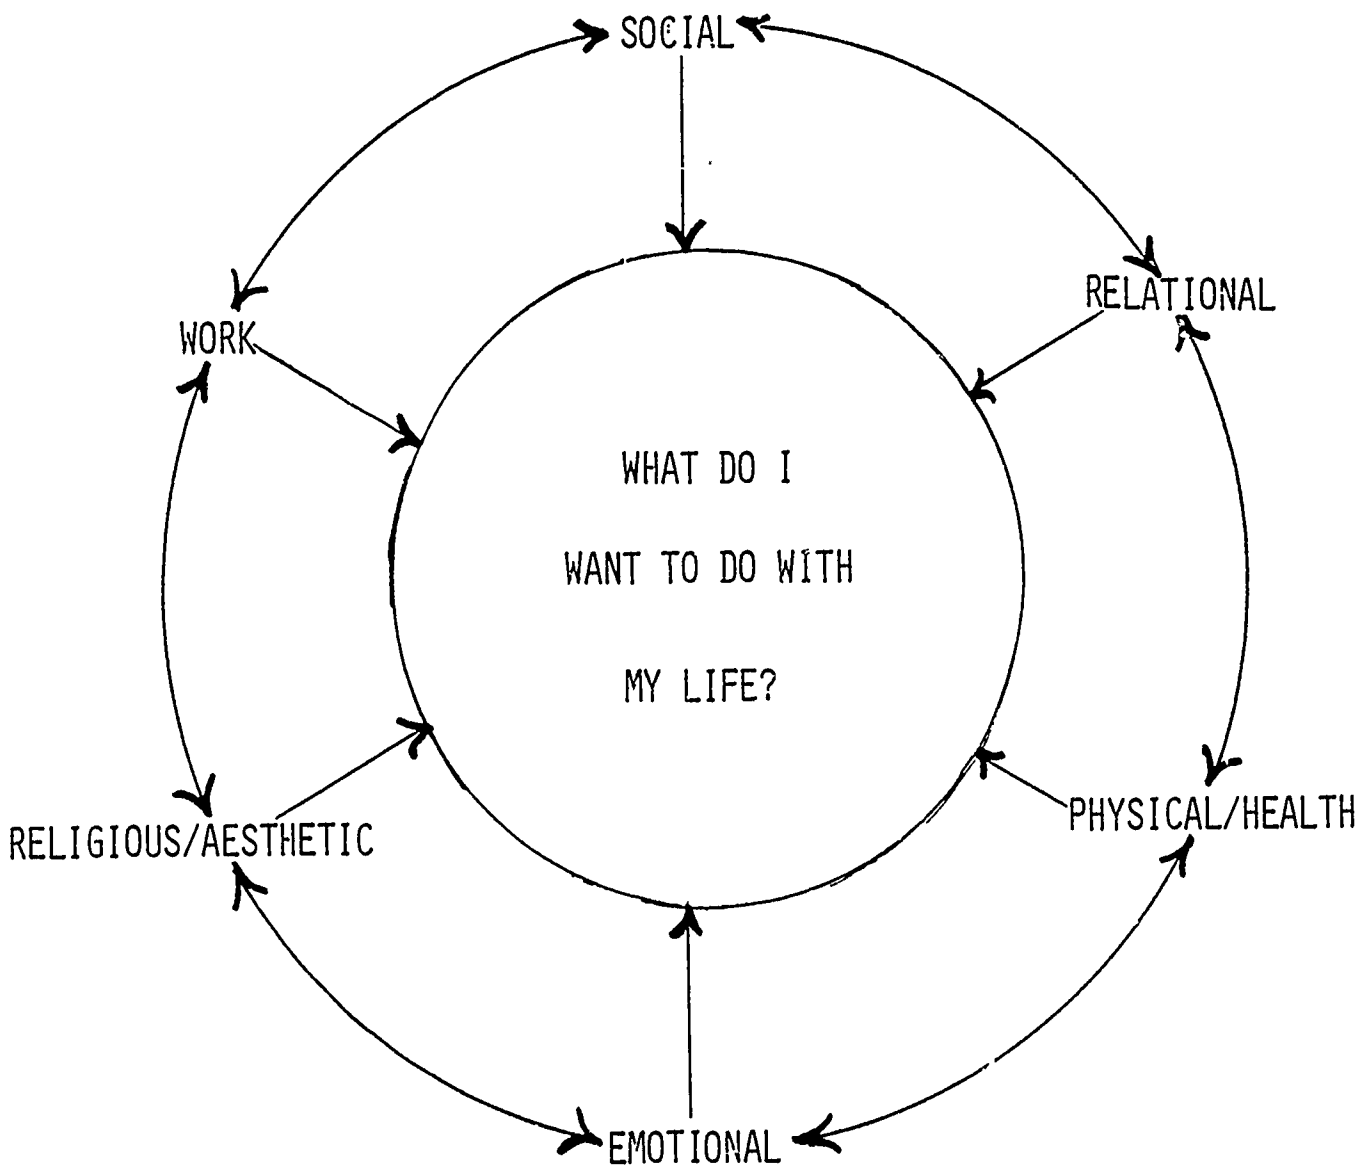 SOCIAL
RELATIONAL
WORK
WHAT DO I
WANT TO DO WITH
MY LIFE?
PHYSICAL/HEALTH
RELIGIOUS/AESTHETIC
EMOTIONAL